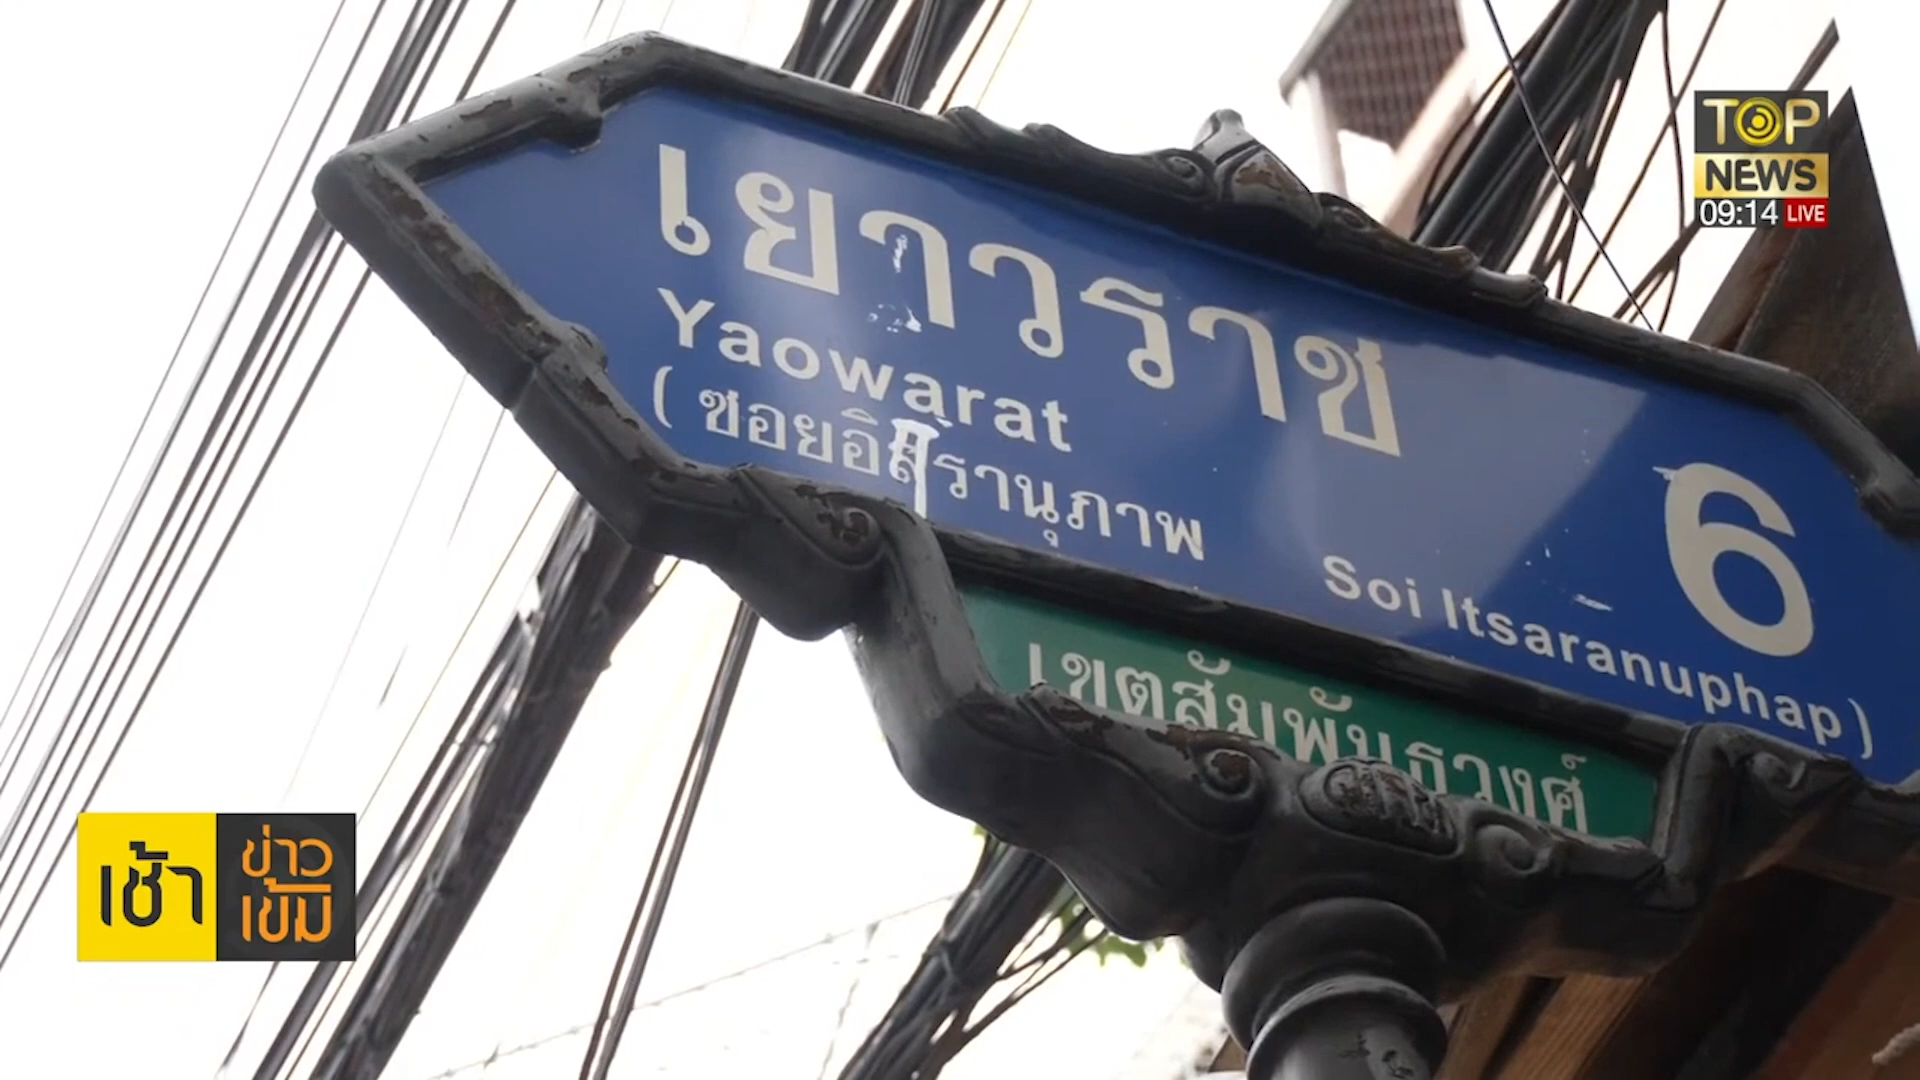 TOP
NEWS
09:14 LIVE
เยาวราช 6
Yaowarat
(ซอยอิสรานุภาพ Soi Itsaranuphap)
เขตสัมพันธวงศ์
เช้า
ข่าว
เข้ม